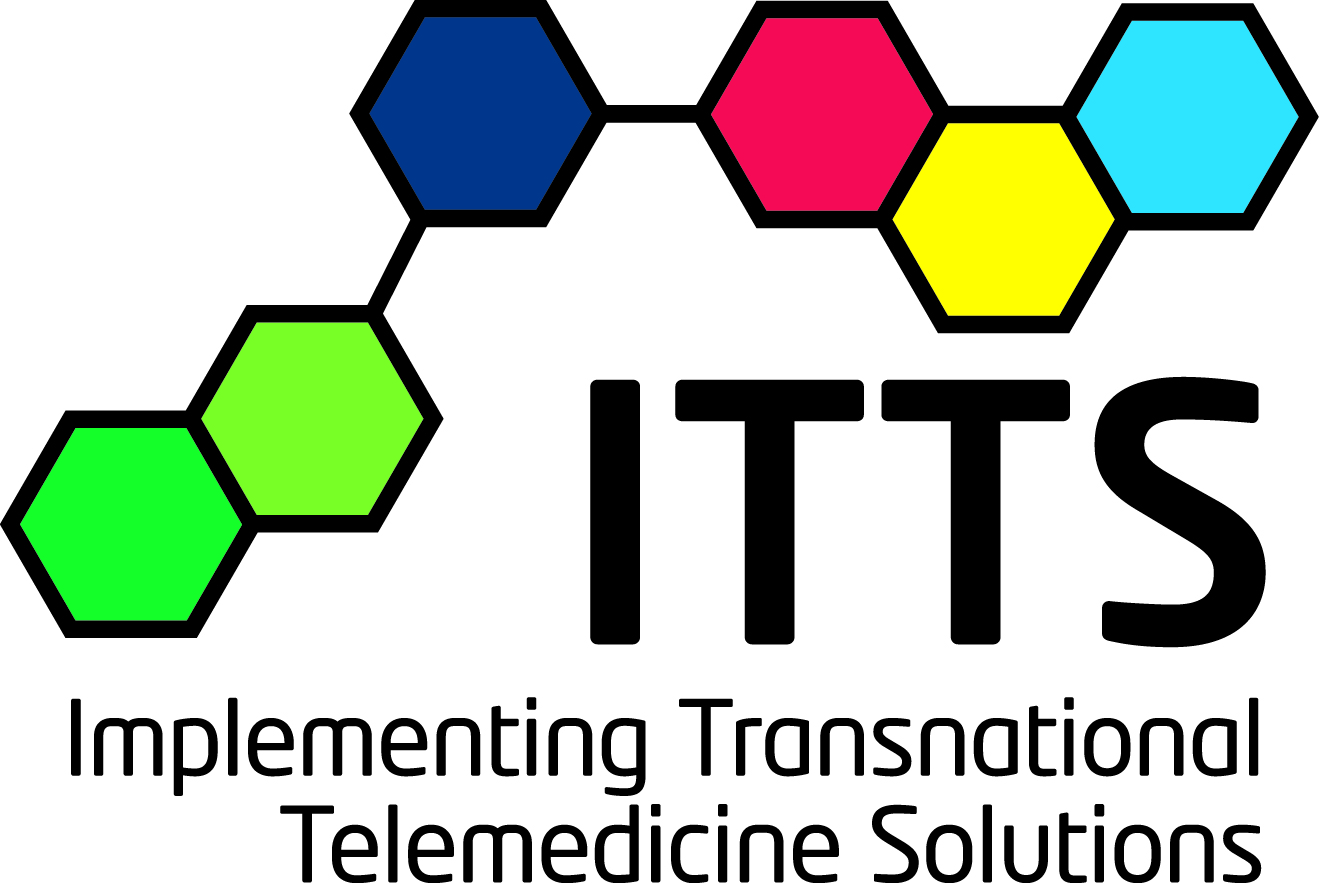 ITTS
Implementing Transnational
Telemedicine Solutions